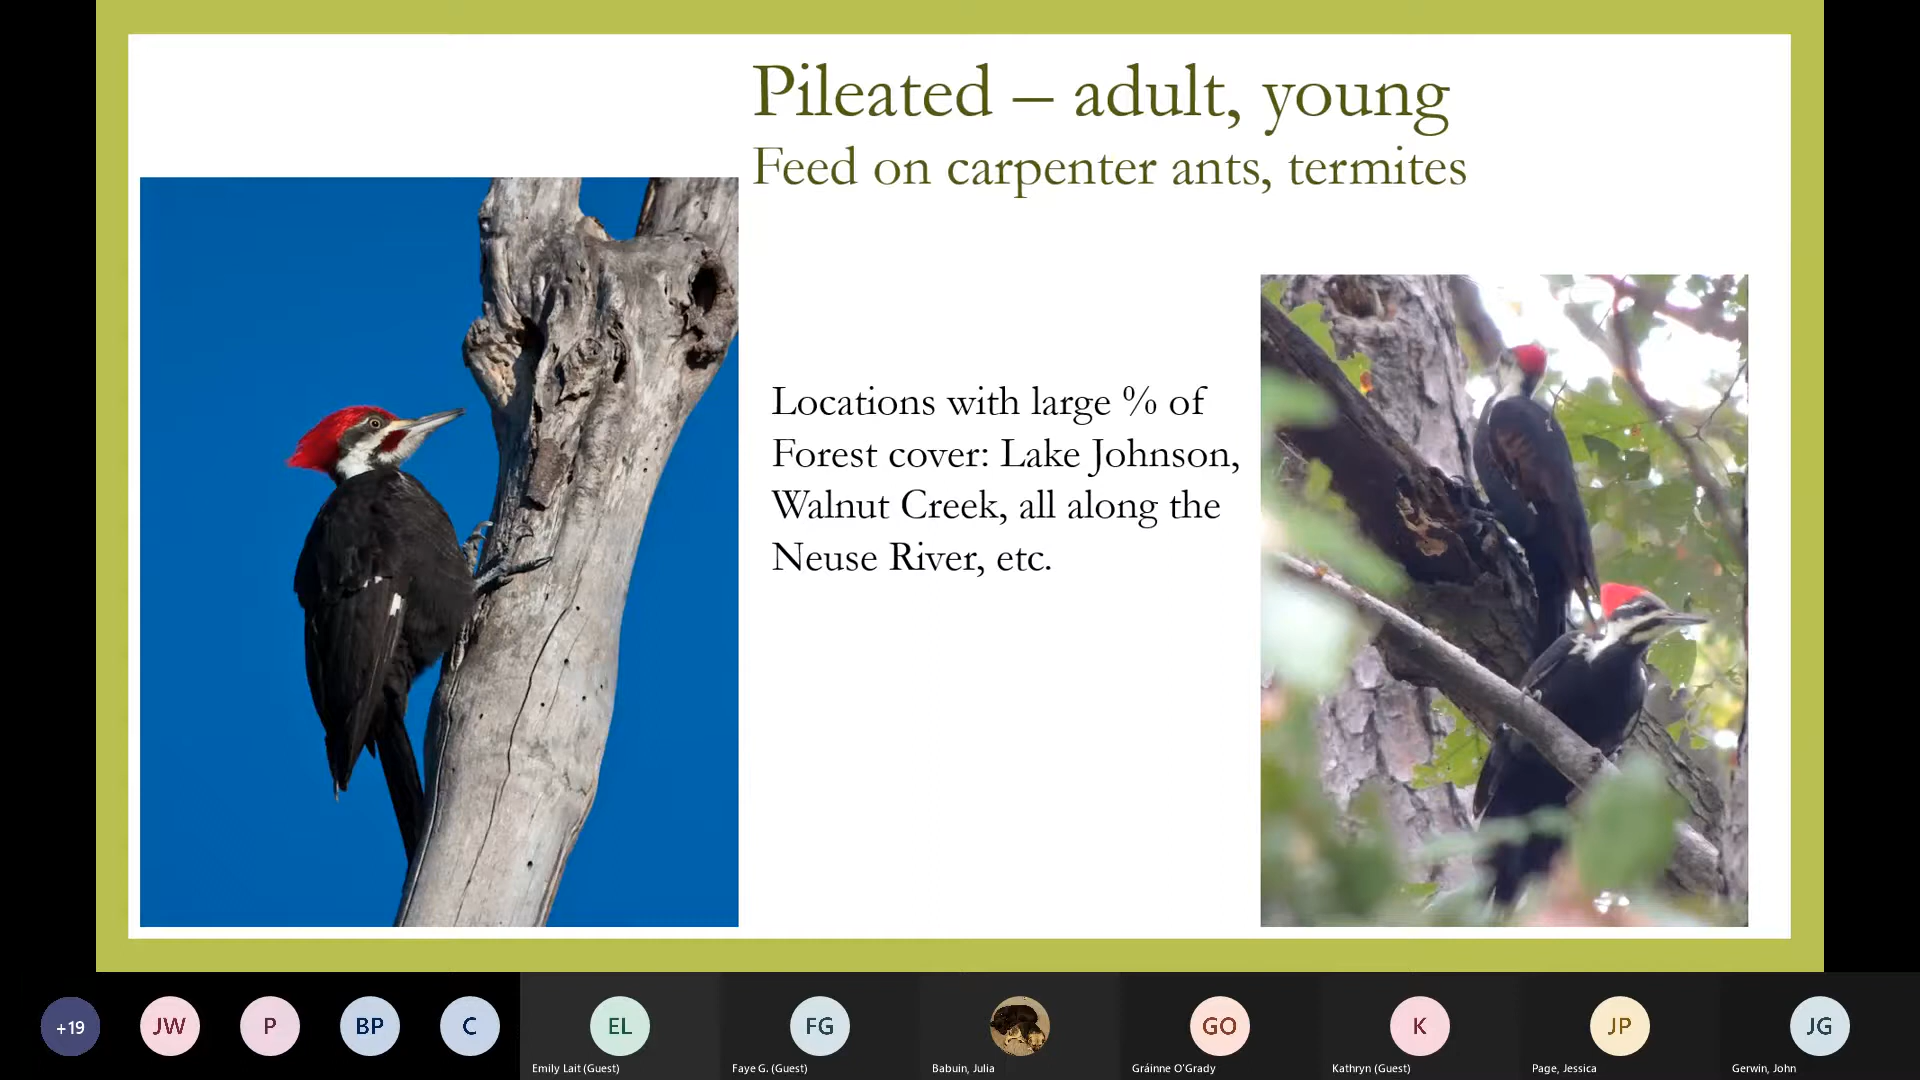 Pileated – adult, young
Feed on carpenter ants, termites
Locations with large % of
Forest cover: Lake Johnson,
Walnut Creek, all along the
Neuse River, etc.
+19
JW
P
BP
C
EL
FG
GO
K
JP
JG
Emily Lait (Guest)
Faye G. (Guest)
Babuin, Julia
Gráinne O'Grady
Kathryn (Guest)
Page, Jessica
Gerwin, John